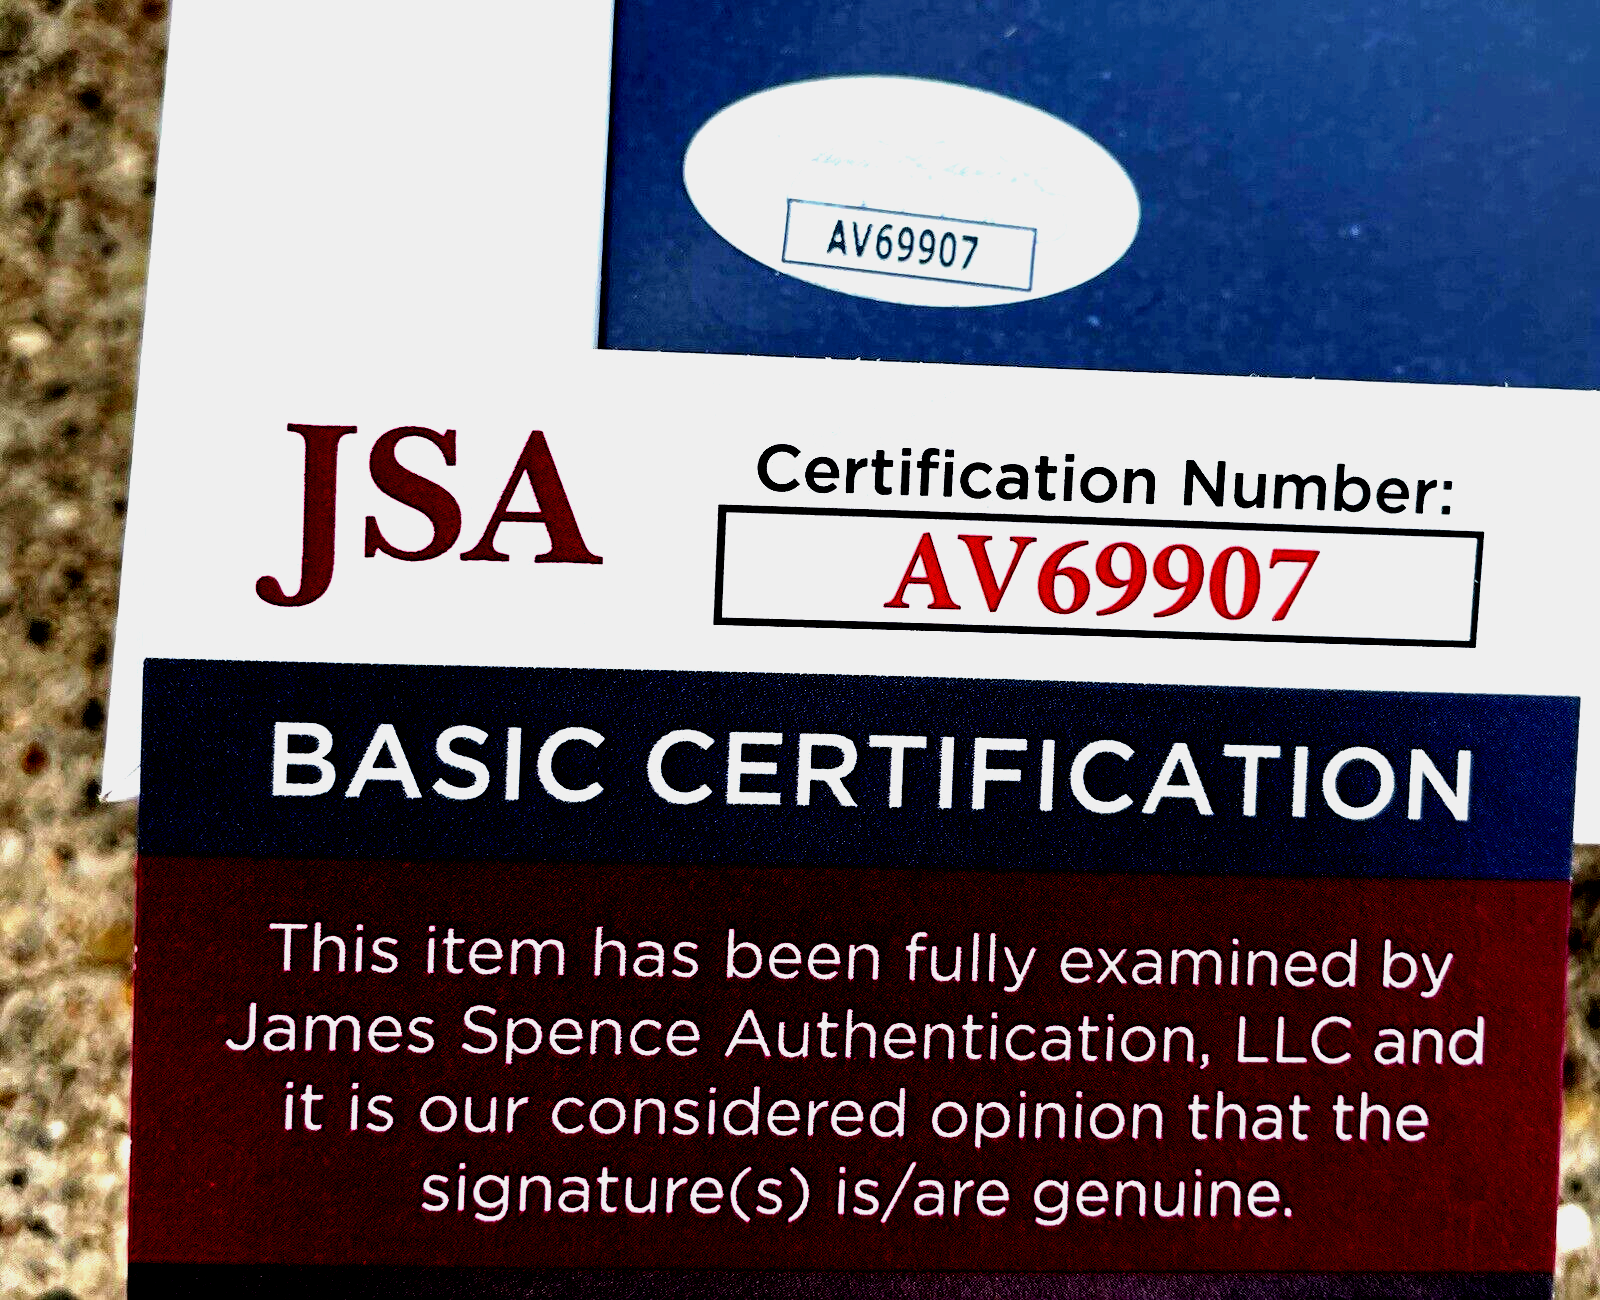 AV69907
JSA
Certification Number:
AV69907
BASIC CERTIFICATION
This item has been fully examined by
James Spence Authentication, LLC and
it is our considered opinion that the
signature(s) is/are genuine.